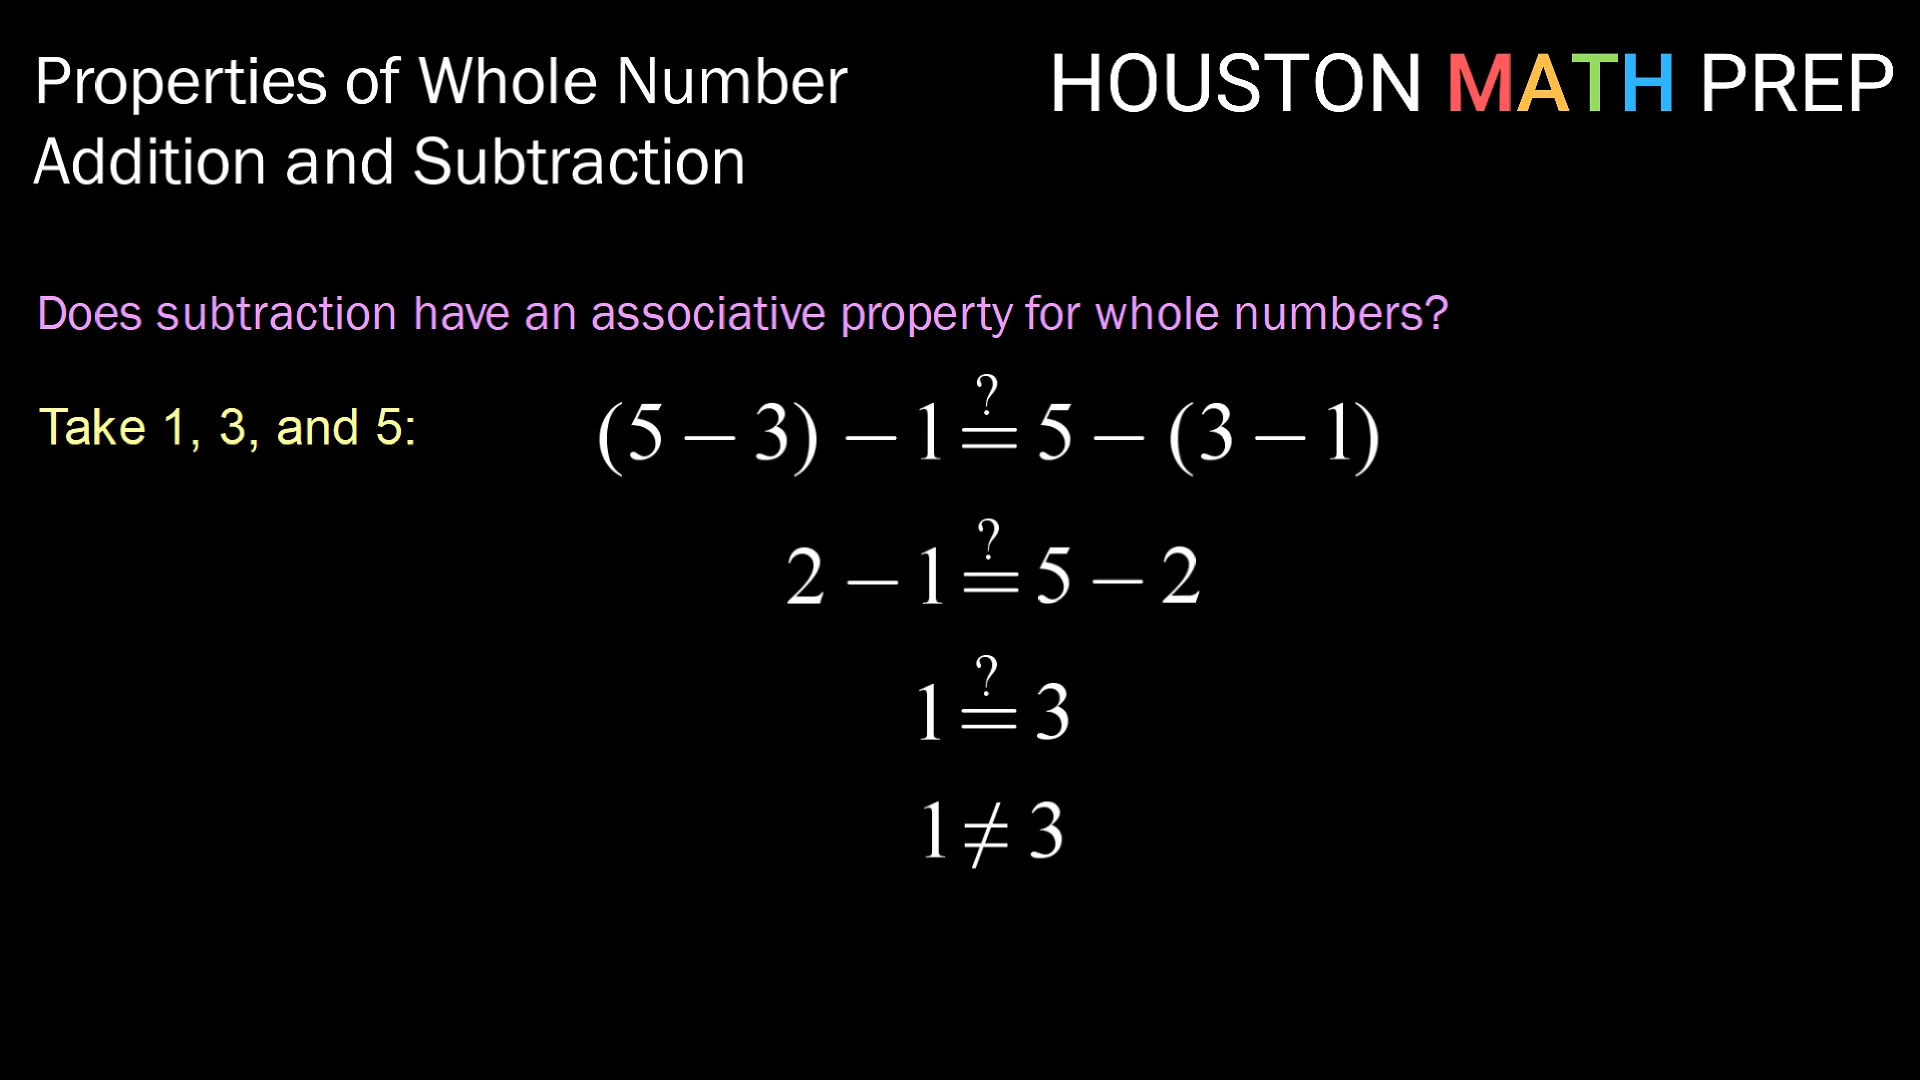 Properties of Whole Number
Addition and Subtraction
HOUSTON MATH PREP
Does subtraction have an associative property for whole numbers?
Take 1, 3, and 5:
(5 − 3) − 1 ≟ 5 − (3 − 1)
2 − 1 ≟ 5 − 2
1 ≟ 3
1 ≠ 3